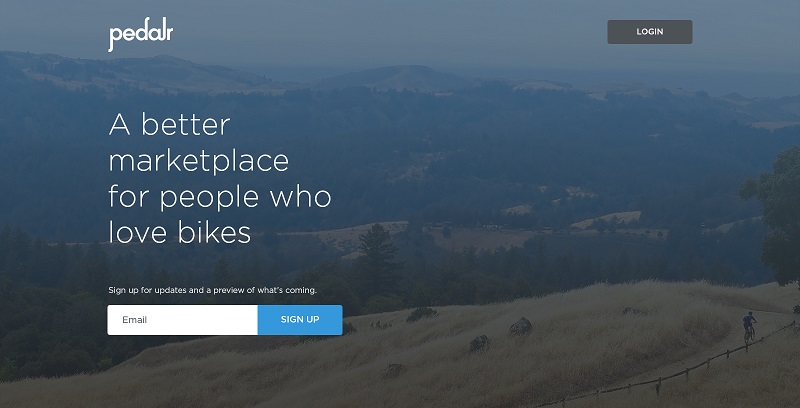 pedalr
LOGIN
A better
marketplace
for people who
love bikes
Sign up for updates and a preview of what's coming.
Email
SIGN UP